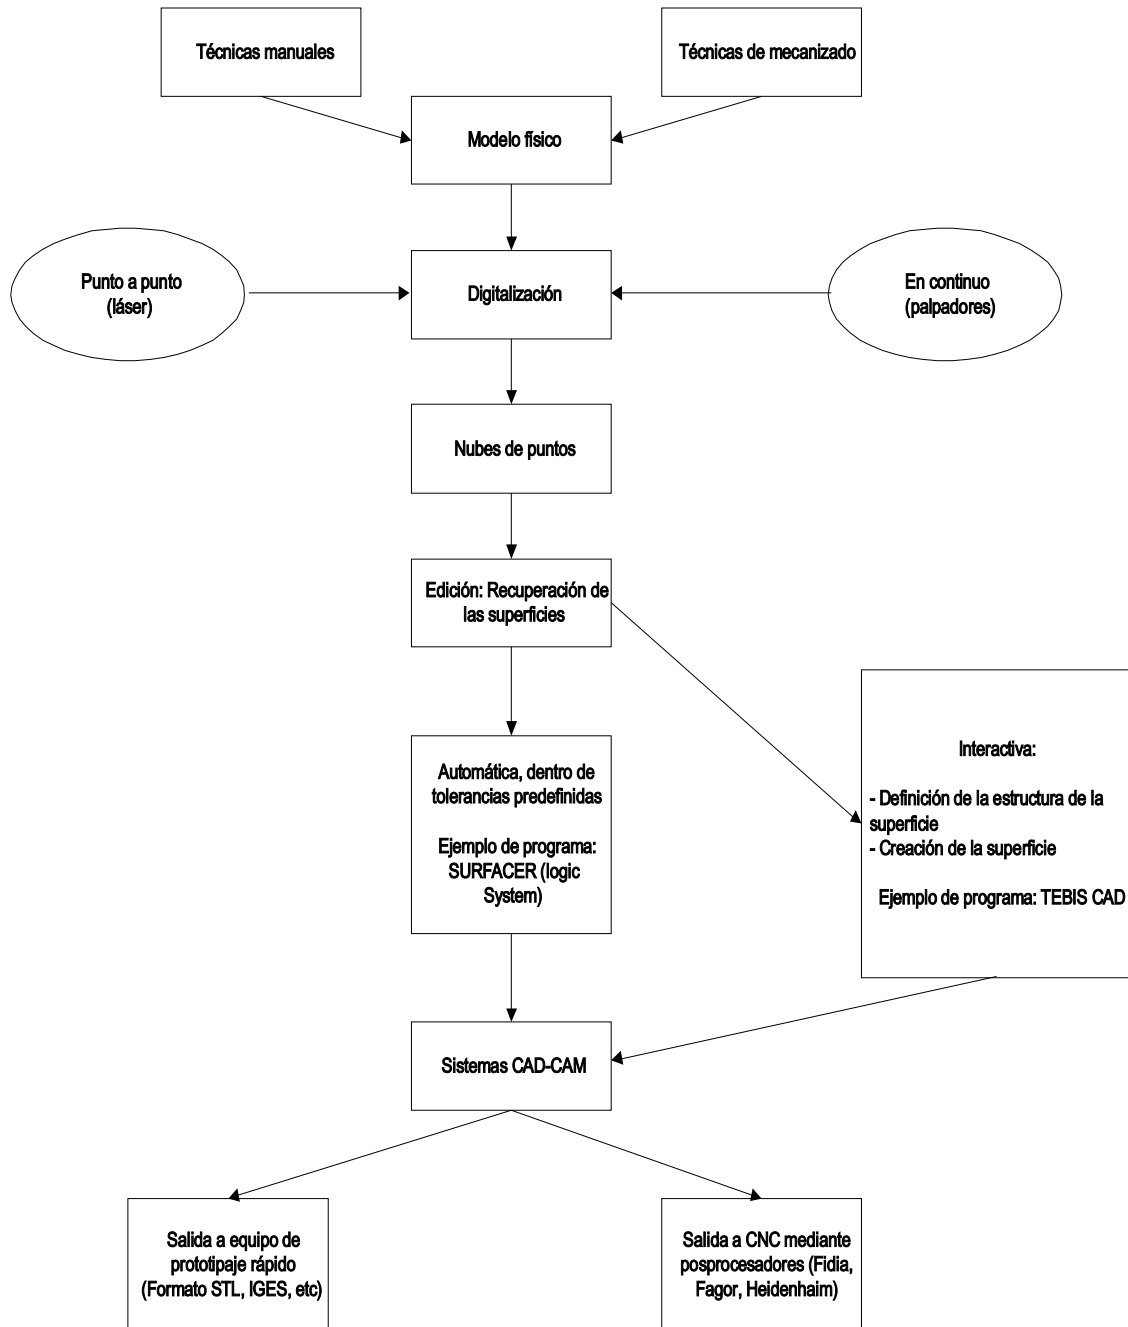 Técnicas manuales
Técnicas de mecanizado
Modelo físico
Punto a punto
(láser)
Digitalización
En continuo
(palpadores)
Nubes de puntos
Edición: Recuperación de
las superficies
Automática, dentro de
tolerancias predefinidas
Ejemplo de programa:
SURFACER (logic
System)
Interactiva:
- Definición de la estructura de la
superficie
- Creación de la superficie
Ejemplo de programa: TEBIS CAD
Sistemas CAD-CAM
Salida a equipo de
prototipaje rápido
(Formato STL, IGES, etc)
Salida a CNC mediante
posprocesadores (Fidia,
Fagor, Heidenhaim)